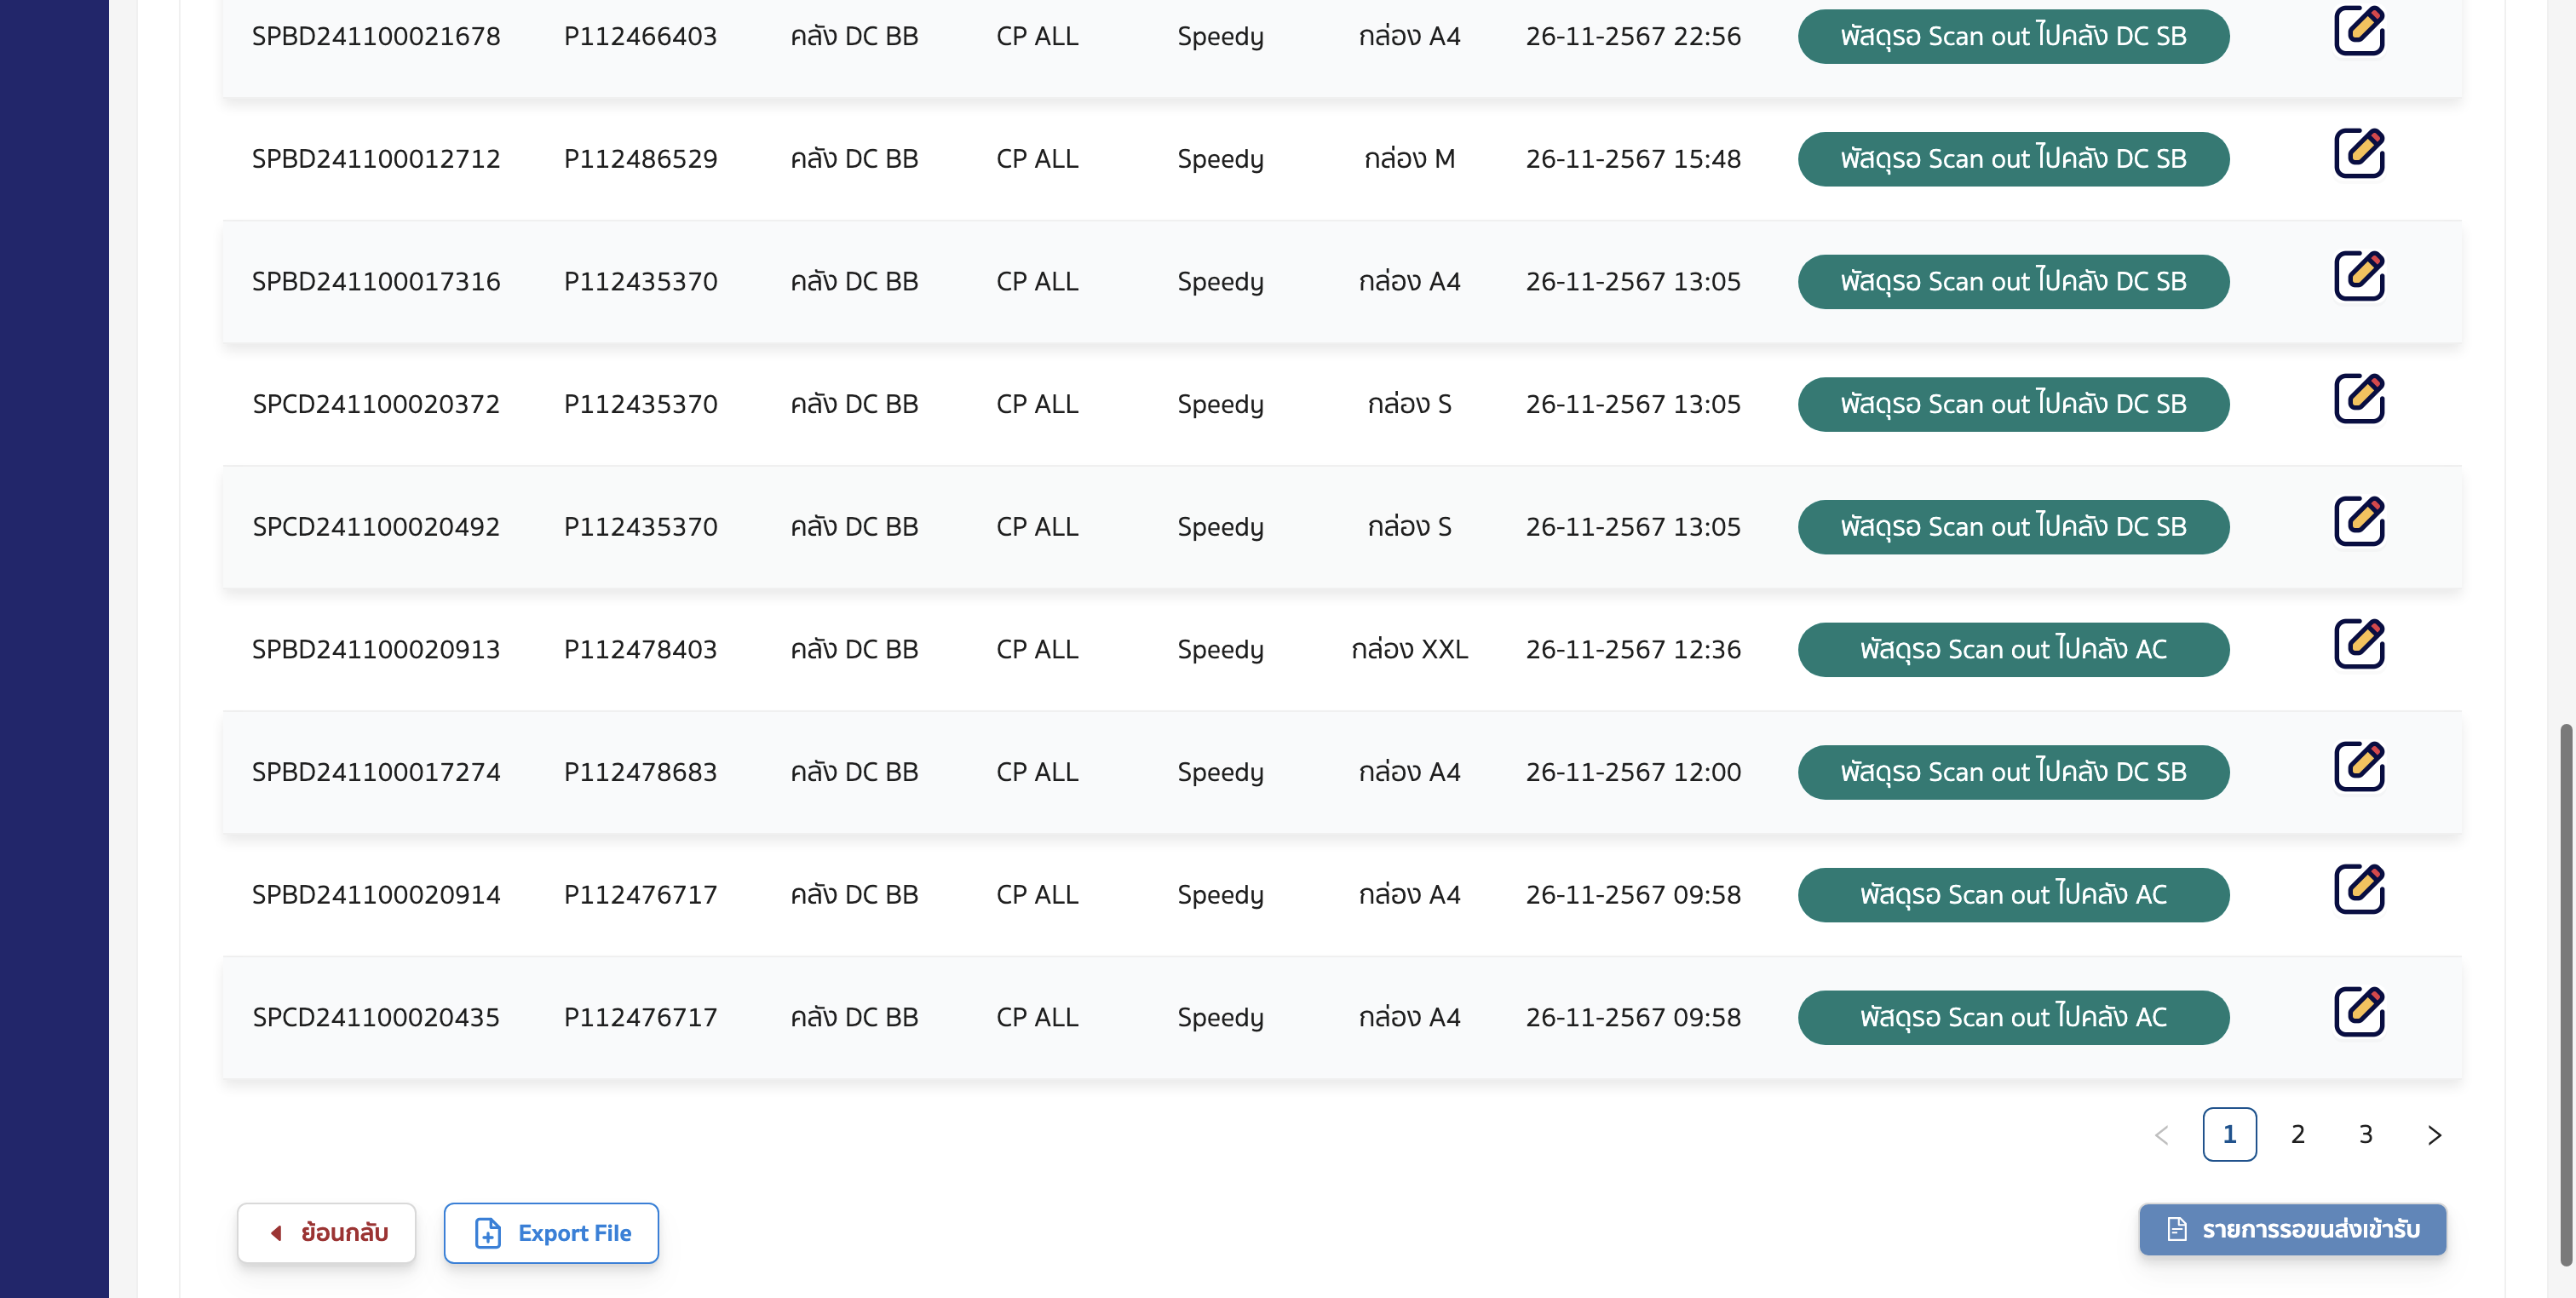 SPBD241100021678 P112466403 คลัง DC BB CP ALL Speedy กล่อง A4 26-11-2567 22:56 พัสดุรอ Scan out ไปคลัง DC SB
SPBD241100012712 P112486529 คลัง DC BB CP ALL Speedy กล่อง M 26-11-2567 15:48 พัสดุรอ Scan out ไปคลัง DC SB
SPBD241100017316 P112435370 คลัง DC BB CP ALL Speedy กล่อง A4 26-11-2567 13:05 พัสดุรอ Scan out ไปคลัง DC SB
SPCD241100020372 P112435370 คลัง DC BB CP ALL Speedy กล่อง S 26-11-2567 13:05 พัสดุรอ Scan out ไปคลัง DC SB
SPCD241100020492 P112435370 คลัง DC BB CP ALL Speedy กล่อง S 26-11-2567 13:05 พัสดุรอ Scan out ไปคลัง DC SB
SPBD241100020913 P112478403 คลัง DC BB CP ALL Speedy กล่อง XXL 26-11-2567 12:36 พัสดุรอ Scan out ไปคลัง AC
SPBD241100017274 P112478683 คลัง DC BB CP ALL Speedy กล่อง A4 26-11-2567 12:00 พัสดุรอ Scan out ไปคลัง DC SB
SPBD241100020914 P112476717 คลัง DC BB CP ALL Speedy กล่อง A4 26-11-2567 09:58 พัสดุรอ Scan out ไปคลัง AC
SPCD241100020435 P112476717 คลัง DC BB CP ALL Speedy กล่อง A4 26-11-2567 09:58 พัสดุรอ Scan out ไปคลัง AC
1 2 3
ย้อนกลับ Export File รายการรอขนส่งเข้ารับ